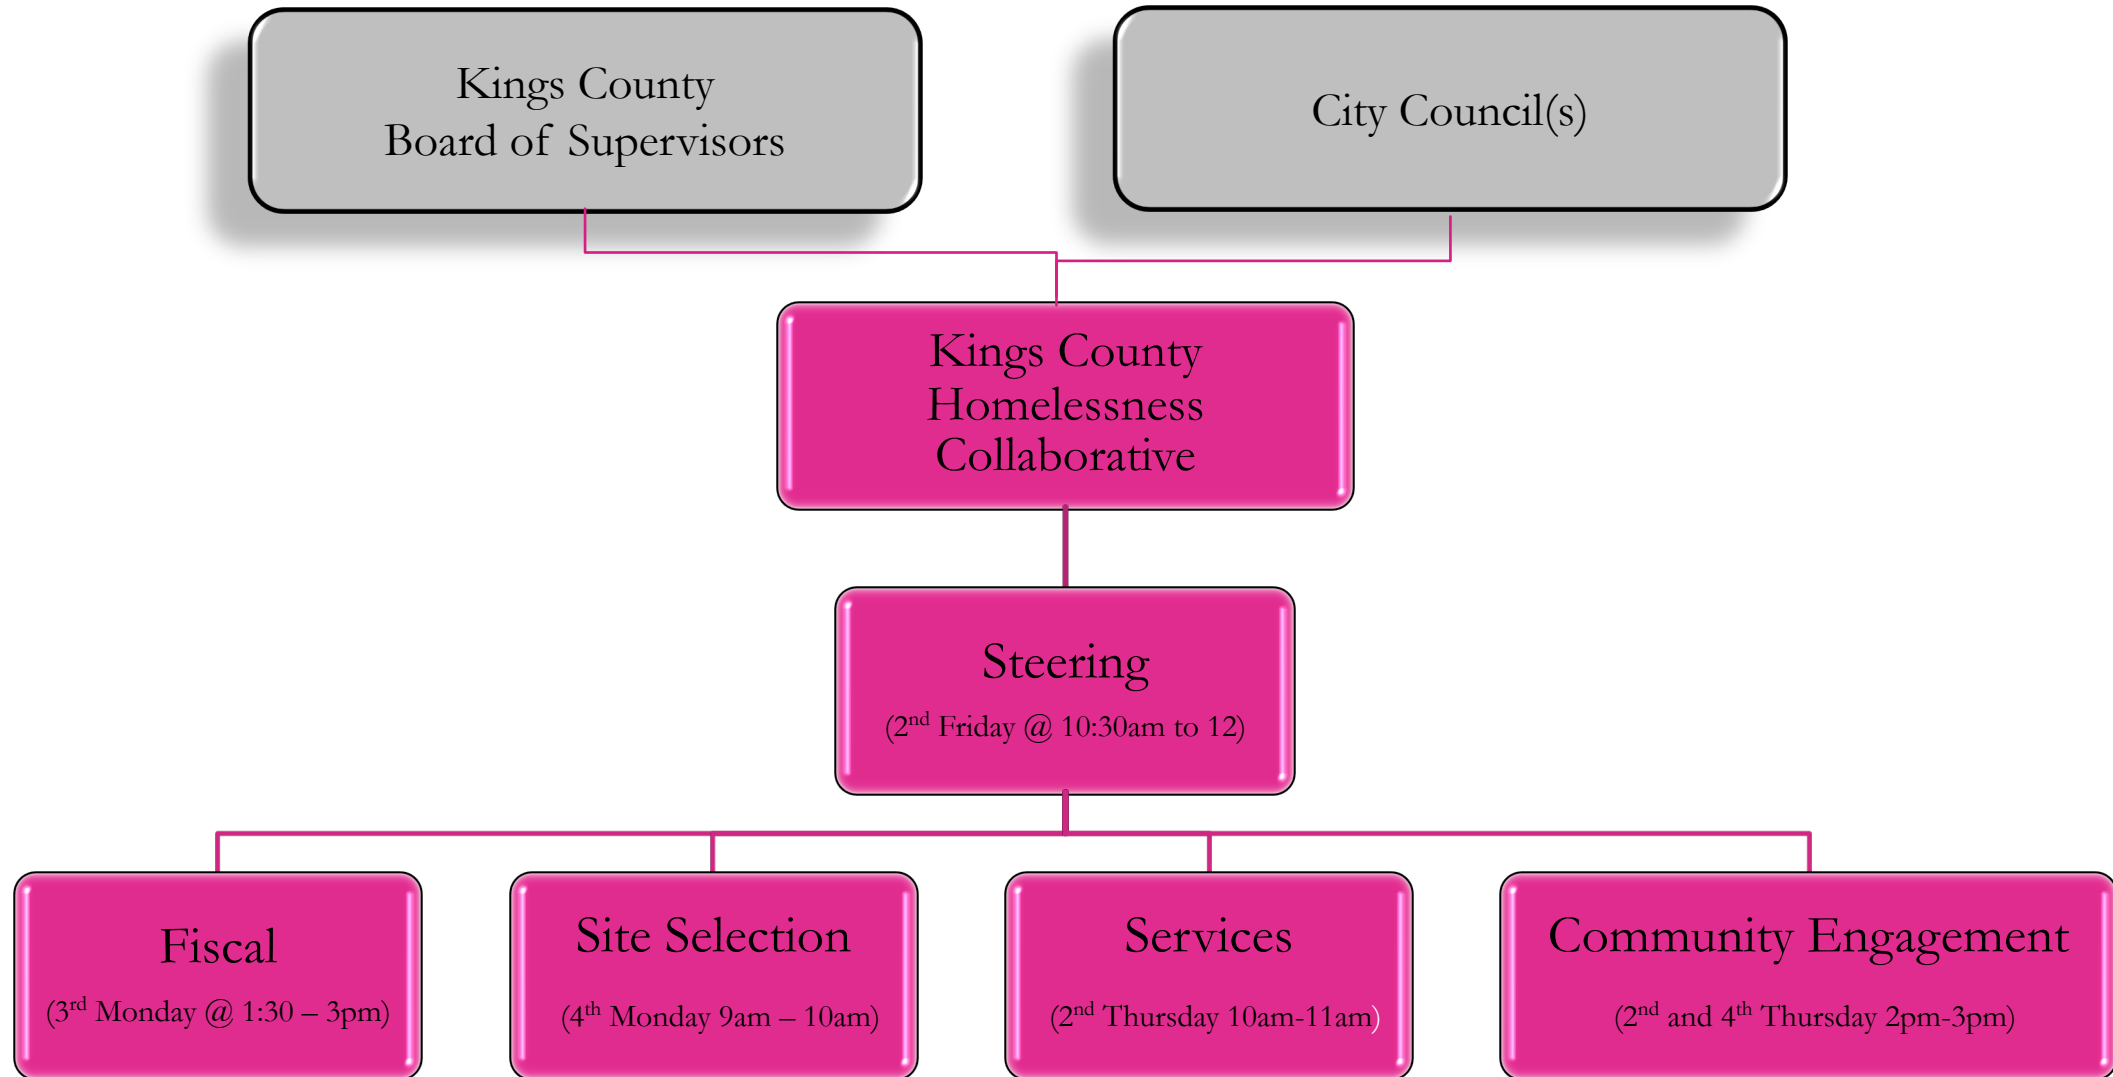 Kings County
Board of Supervisors
City Council(s)
Kings County
Homelessness
Collaborative
Steering
(2nd Friday @ 10:30am to 12)
Fiscal
(3rd Monday @ 1:30 – 3pm)
Site Selection
(4th Monday 9am – 10am)
Services
(2nd Thursday 10am-11am)
Community Engagement
(2nd and 4th Thursday 2pm-3pm)